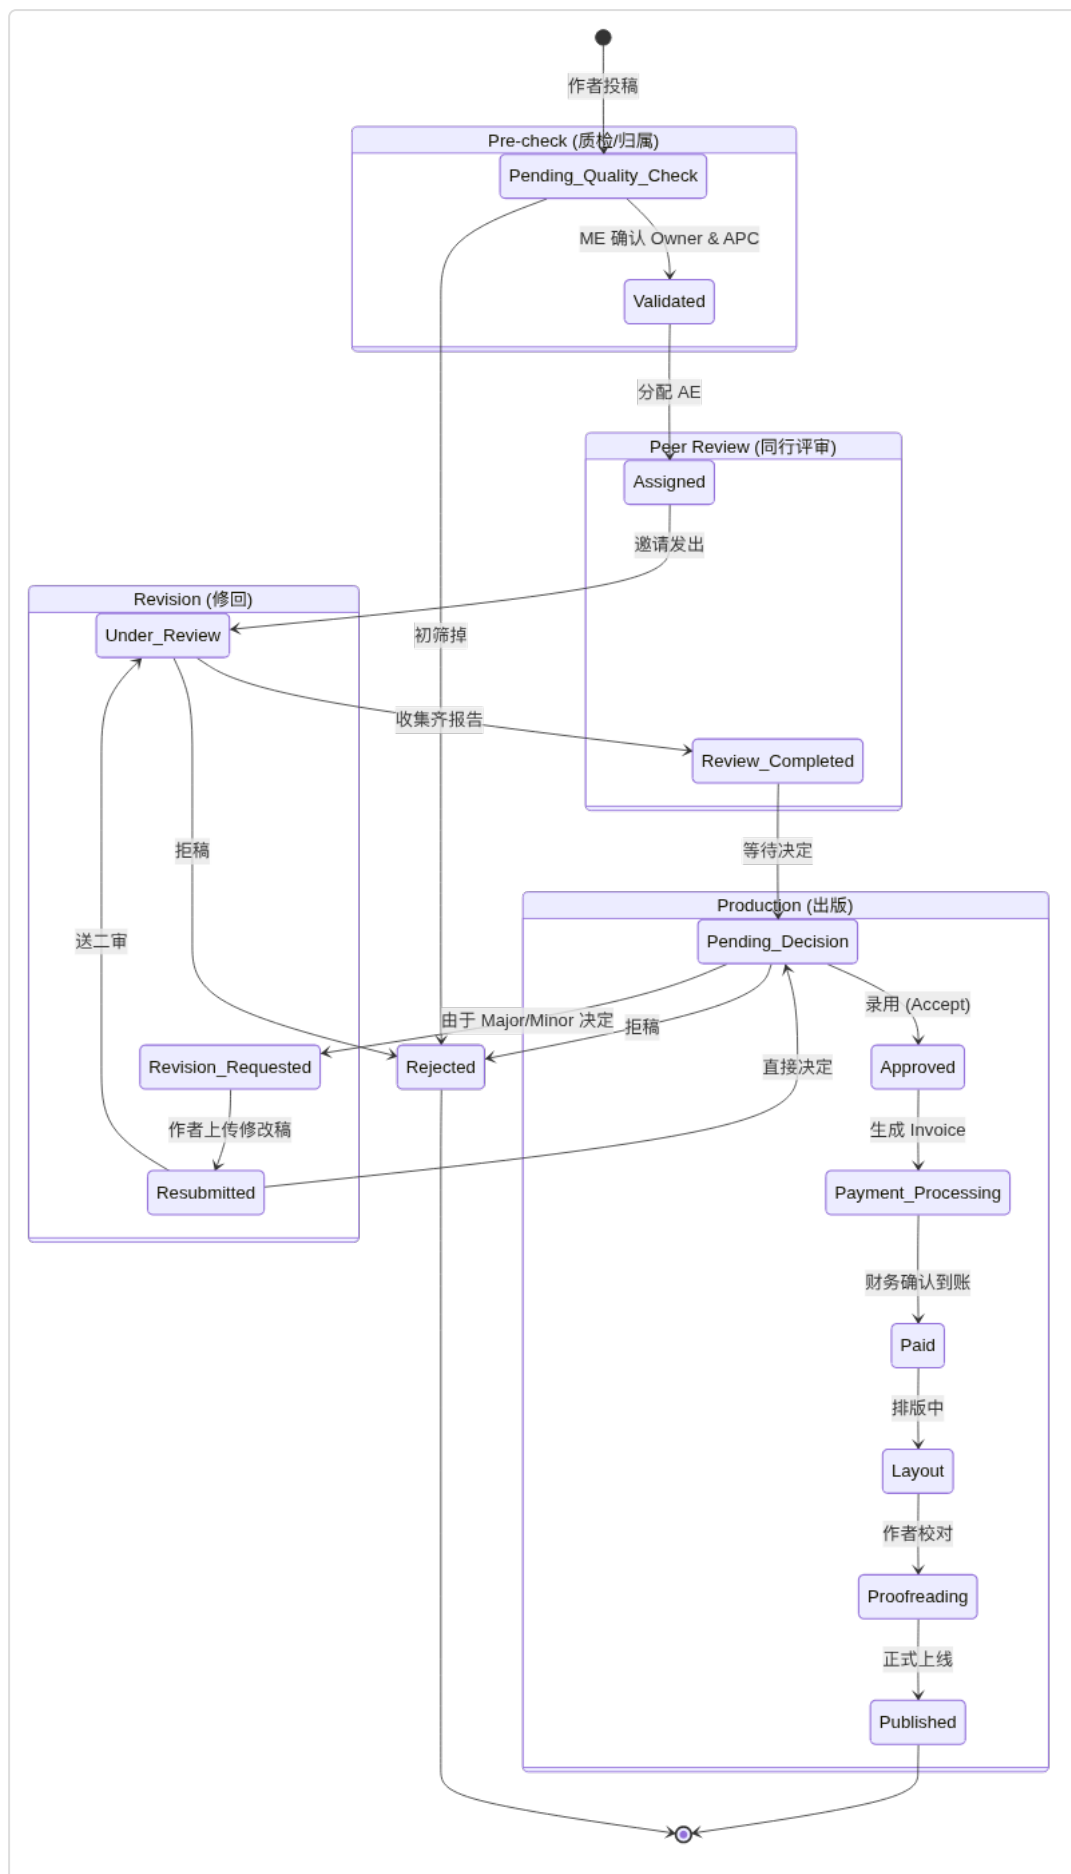 作者投稿
Pre-check (质检/归属)
Pending_Quality_Check
ME 确认 Owner & APC
Validated
分配 AE
Peer Review (同行评审)
Assigned
邀请发出
Revision (修回)
Under_Review
初筛掉
收集齐报告
Review_Completed
拒稿
等待决定
Production (出版)
送二审
Pending_Decision
录用 (Accept)
由于 Major/Minor 决定
拒稿
Revision_Requested
Rejected
直接决定
Approved
作者上传修改稿
生成 Invoice
Resubmitted
Payment_Processing
财务确认到账
Paid
排版中
Layout
作者校对
Proofreading
正式上线
Published